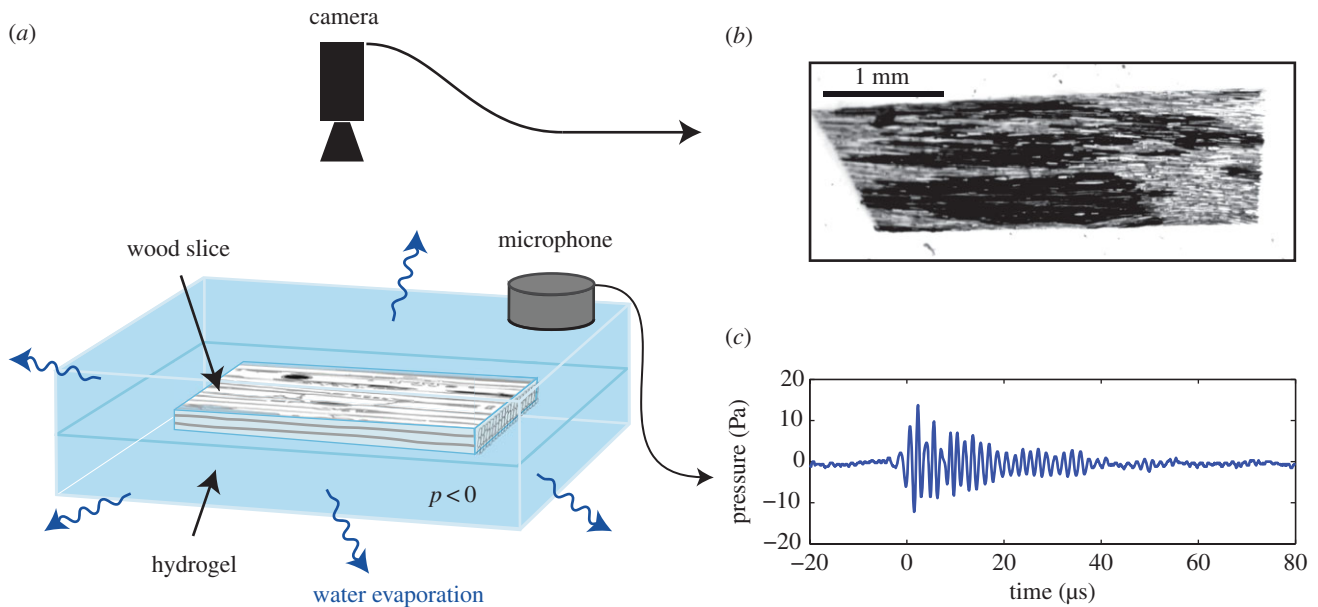 (a)
camera
wood slice
microphone
p < 0
hydrogel
water evaporation
(b)
1 mm
(c)
20
10
0
−10
−20
pressure (Pa)
−20 0 20 40 60 80
time (µs)